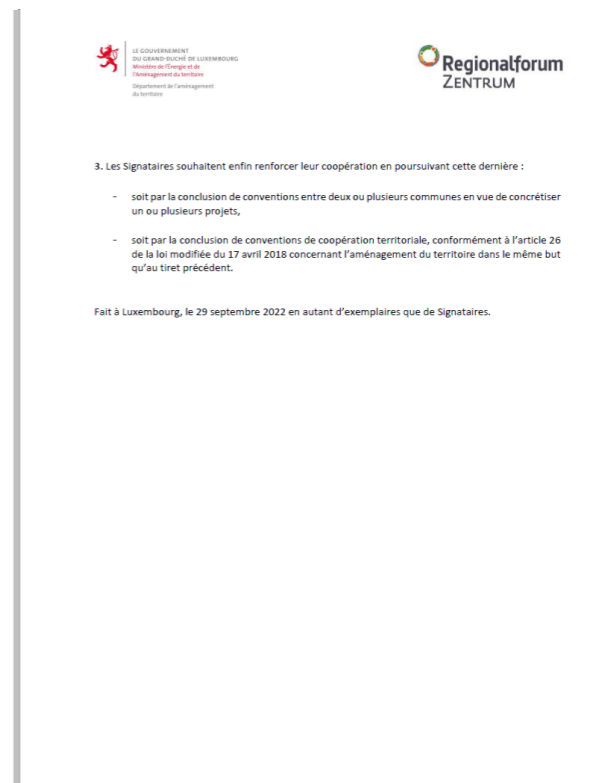 LE GOUVERNEMENT
DU GRAND-DUCHÉ DE LUXEMBOURG
Ministère de l'Énergie et de
l'Aménagement du territoire
Département de l'aménagement
du territoire
Regionalforum
ZENTRUM
3. Les Signataires souhaitent enfin renforcer leur coopération en poursuivant cette dernière :
- soit par la conclusion de conventions entre deux ou plusieurs communes en vue de concrétiser
un ou plusieurs projets,
- soit par la conclusion de conventions de coopération territoriale, conformément à l'article 26
de la loi modifiée du 17 avril 2018 concernant l'aménagement du territoire dans le même but
qu'au tiret précédent.
Fait à Luxembourg, le 29 septembre 2022 en autant d'exemplaires que de Signataires.